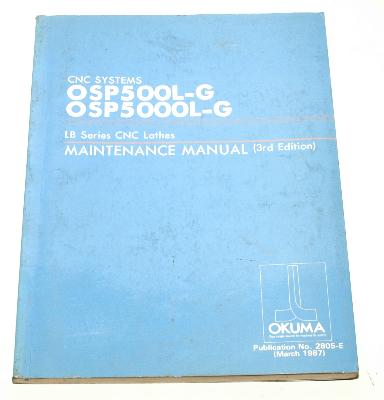 CNC SYSTEMS
OSP500L-G
OSP5000L-G
LB Series CNC Lathes
MAINTENANCE MANUAL (3rd Edition)
OKUMA
Publication No. 2805-E
(March 1987)